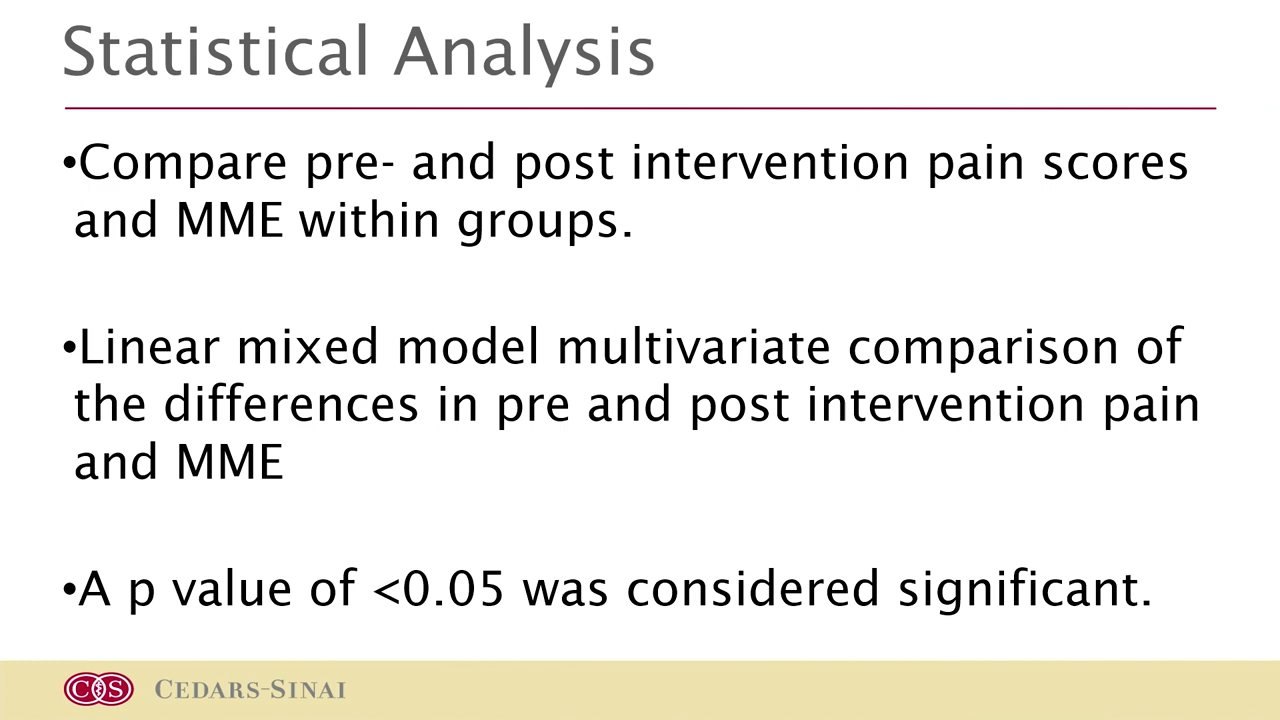 Statistical Analysis
•Compare pre- and post intervention pain scores
and MME within groups.
•Linear mixed model multivariate comparison of
the differences in pre and post intervention pain
and MME
•A p value of <0.05 was considered significant.
CS CEDARS-SINAI